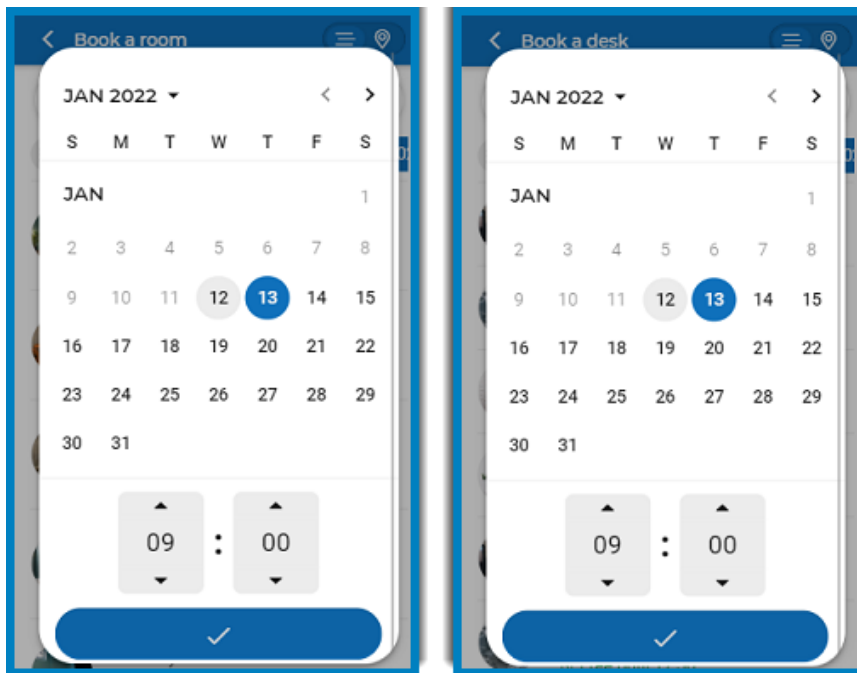 Book a room
JAN 2022
S M T W T F S
JAN 1
2 3 4 5 6 7 8
9 10 11 12 13 14 15
16 17 18 19 20 21 22
23 24 25 26 27 28 29
30 31
09 : 00
Book a desk
JAN 2022
S M T W T F S
JAN 1
2 3 4 5 6 7 8
9 10 11 12 13 14 15
16 17 18 19 20 21 22
23 24 25 26 27 28 29
30 31
09 : 00